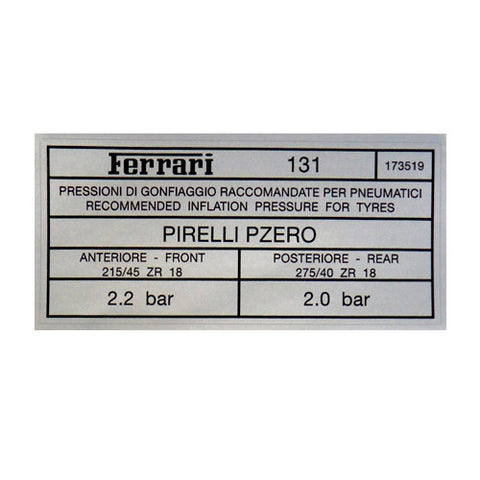 Ferrari 131 173519
PRESSIONI DI GONFIAGGIO RACCOMANDATE PER PNEUMATICI
RECOMMENDED INFLATION PRESSURE FOR TYRES
PIRELLI PZERO
ANTERIORE - FRONT
215/45 ZR 18
POSTERIORE - REAR
275/40 ZR 18
2.2 bar
2.0 bar